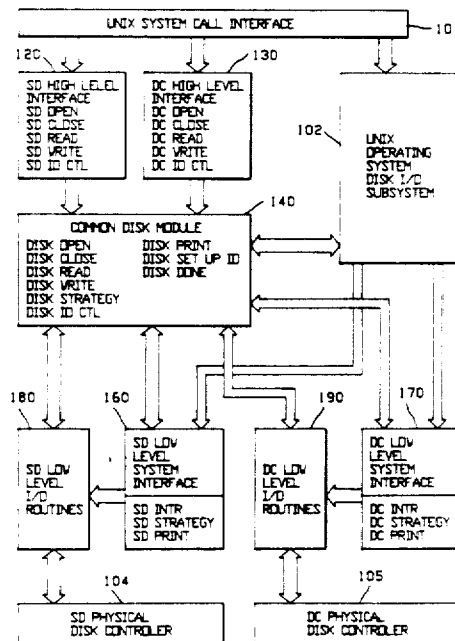 UNIX SYSTEM CALL INTERFACE
10
120
130
SD HIGH LEVEL
INTERFACE
SD OPEN
SD CLOSE
SD READ
SD WRITE
SD IO CTL
DC HIGH LEVEL
INTERFACE
DC OPEN
DC CLOSE
DC READ
DC WRITE
DC IO CTL
102
UNIX
OPERATING
SYSTEM
DISK I/O
SUBSYSTEM
140
COMMON DISK MODULE
DISK OPEN
DISK CLOSE
DISK READ
DISK WRITE
DISK STRATEGY
DISK IO CTL
DISK PRINT
DISK SET UP IO
DISK DONE
180
160
190
170
SD LOW
LEVEL
I/O
ROUTINES
SD LOW
LEVEL
SYSTEM
INTERFACE
SD INTR
SD STRATEGY
SD PRINT
DC LOW
LEVEL
I/O
ROUTINES
DC LOW
LEVEL
SYSTEM
INTERFACE
DC INTR
DC STRATEGY
DC PRINT
104
105
SD PHYSICAL
DISK CONTROLER
DC PHYSICAL
DISK CONTROLER